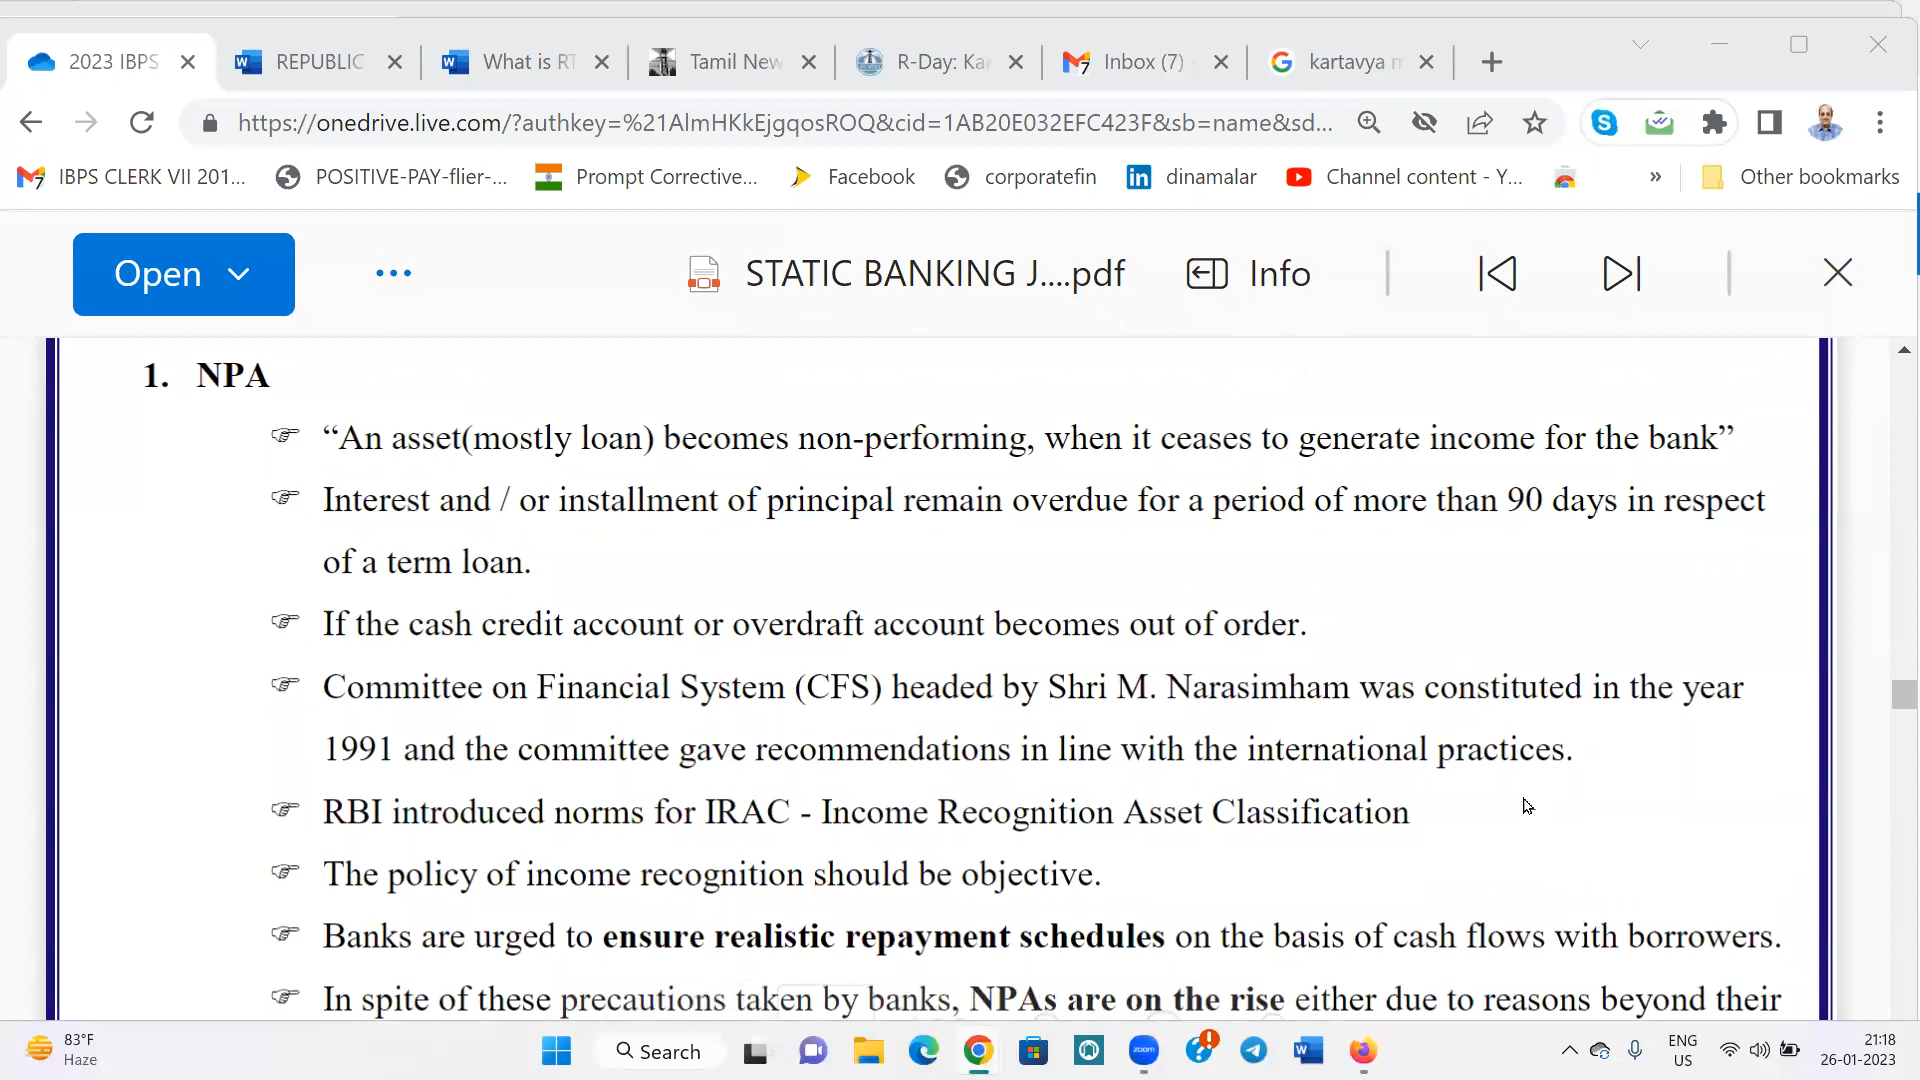 2023 IBPS
REPUBLIC
What is RT
Tamil New
R-Day: Ka
Inbox (7)
kartavya m
https://onedrive.live.com/?authkey=%21AlmHKkEjgqosROQ&cid=1AB20E032EFC423F&sb=name&sd...
IBPS CLERK VII 201...
POSITIVE-PAY-flier-...
Prompt Corrective...
Facebook
corporatefin
dinamalar
Channel content - Y...
»
Other bookmarks
Open
...
STATIC BANKING J....pdf
Info
1. NPA
“An asset(mostly loan) becomes non-performing, when it ceases to generate income for the bank”
Interest and / or installment of principal remain overdue for a period of more than 90 days in respect
of a term loan.
If the cash credit account or overdraft account becomes out of order.
Committee on Financial System (CFS) headed by Shri M. Narasimham was constituted in the year
1991 and the committee gave recommendations in line with the international practices.
RBI introduced norms for IRAC - Income Recognition Asset Classification
The policy of income recognition should be objective.
Banks are urged to ensure realistic repayment schedules on the basis of cash flows with borrowers.
In spite of these precautions taken by banks, NPAs are on the rise either due to reasons beyond their
83°F
Haze
Search
zoom
ENG
US
21:18
26-01-2023